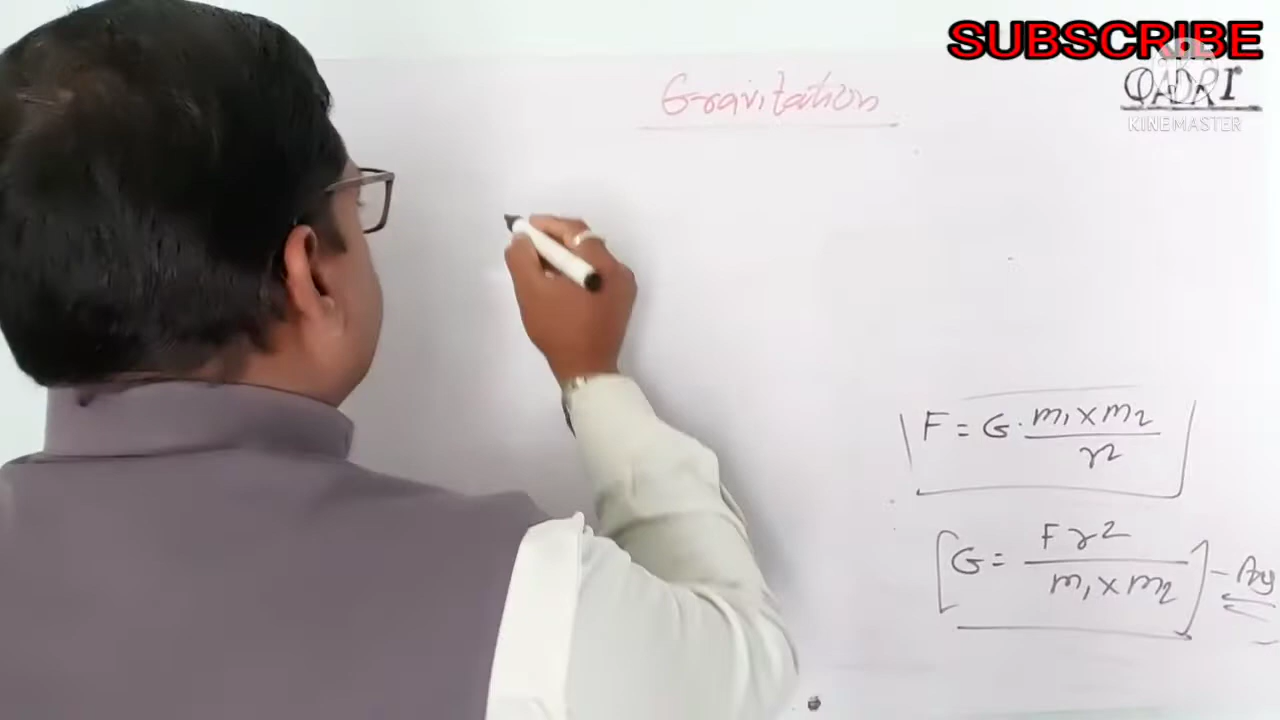 SUBSCRIBE
QADRI
KINEMASTER
Gravitation
F = G · m₁ × m₂ / r²
G = F r² / m₁ × m₂